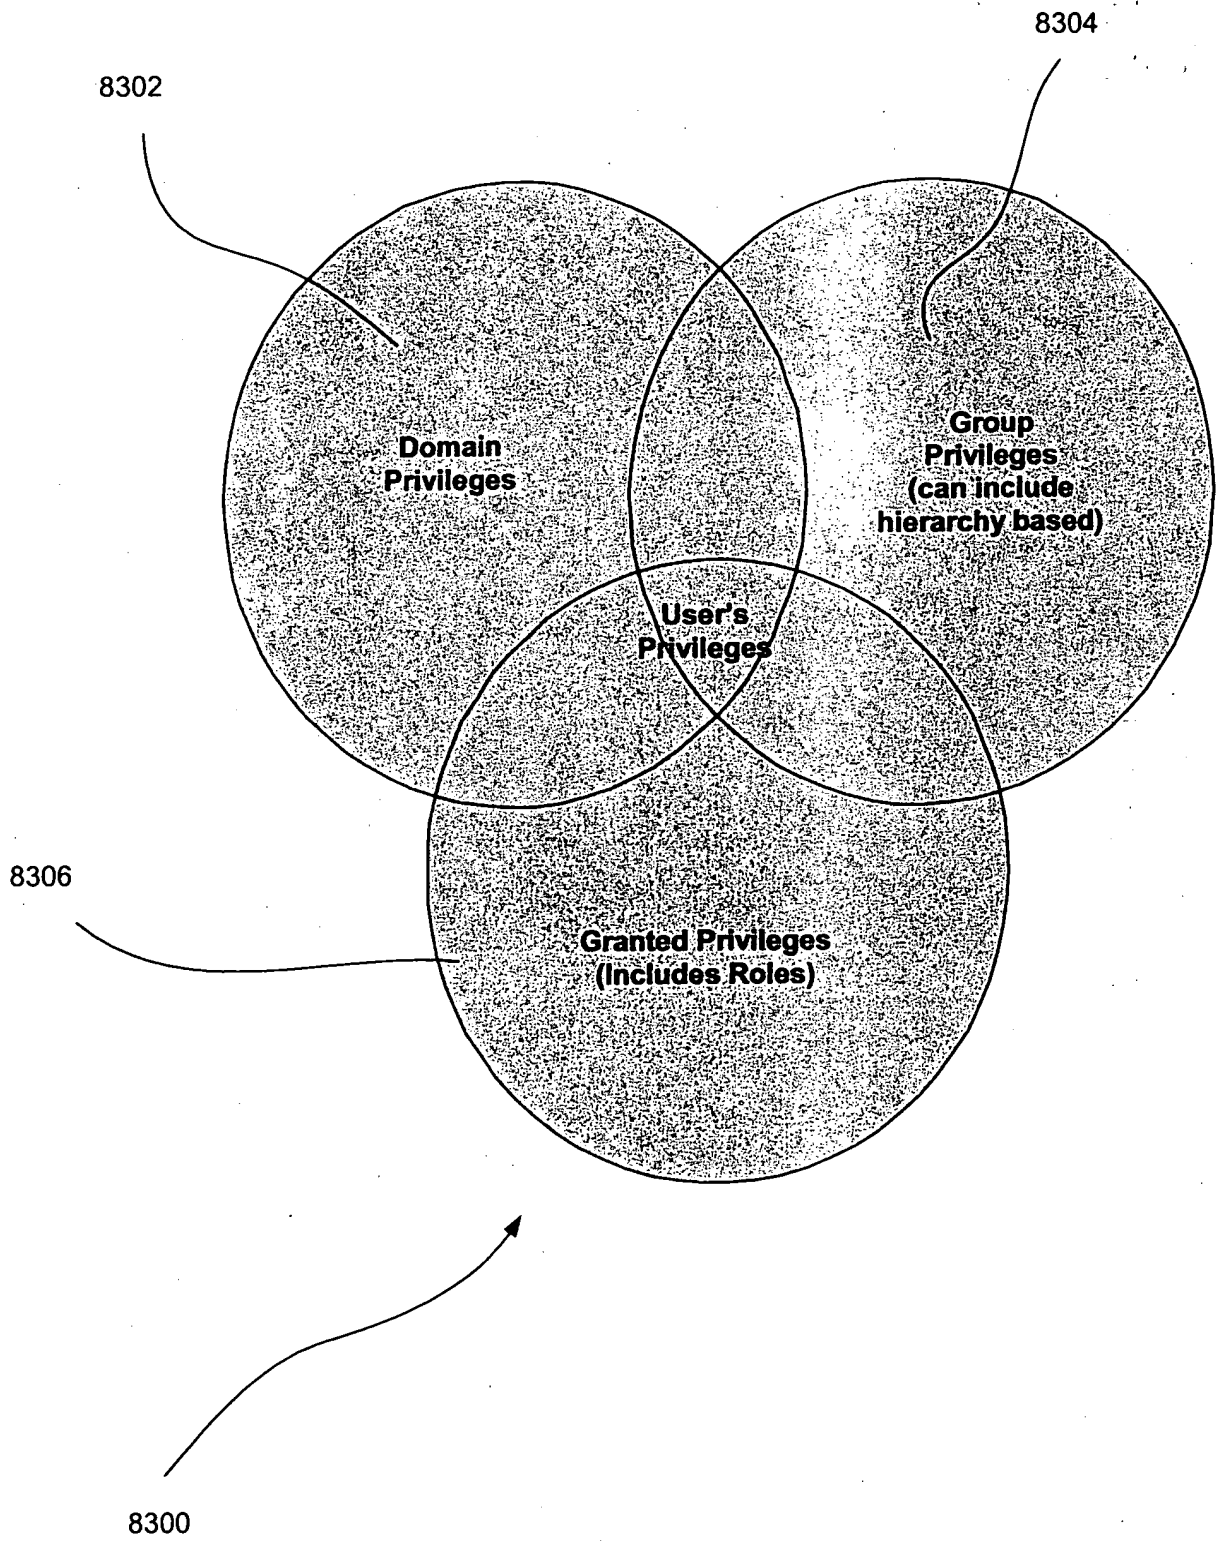 8304
8302
Domain
Privileges
Group
Privileges
(can include
hierarchy based)
User's
Privileges
8306
Granted Privileges
(Includes Roles)
8300